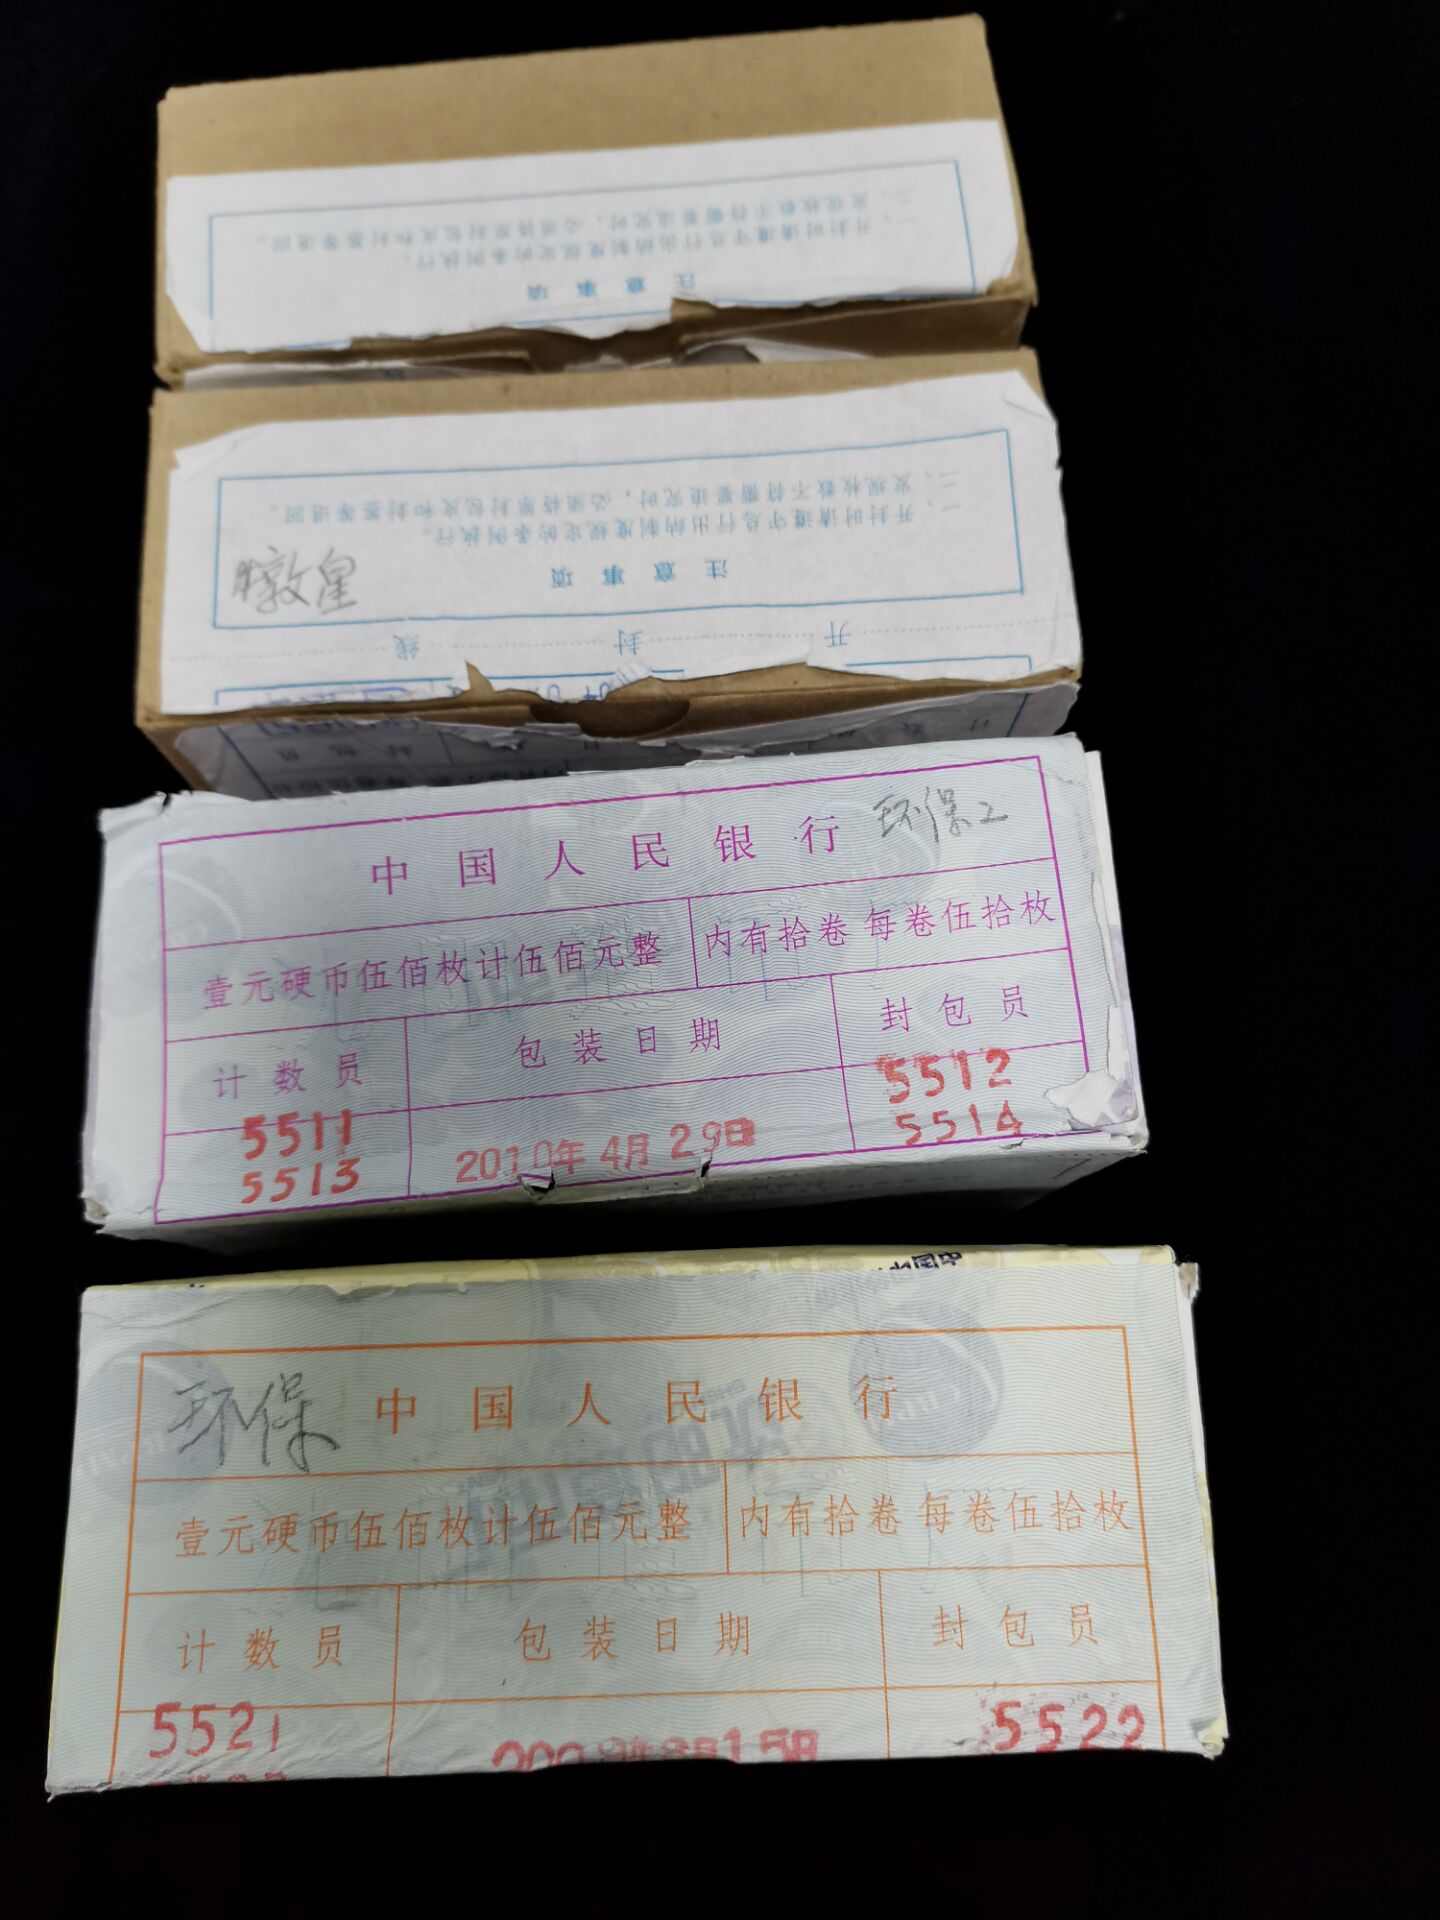 二、发现枚数不符需要追究时，必须将原封包皮和封签等退回。
一、开封时请遵守总行出纳制度规定的条例执行。
注意事项
二、发现枚数不符需要追究时，必须将原封包皮和封签等退回。
一、开封时请遵守总行出纳制度规定的条例执行。
注意事项
开封线
中国人民银行 环保2
壹元硬币伍佰枚计伍佰元整 内有拾卷 每卷伍拾枚
计数员 包装日期 封包员
5511 5512
5513 2010年4月29日 5514
环保 中国人民银行
壹元硬币伍佰枚计伍佰元整 内有拾卷 每卷伍拾枚
计数员 包装日期 封包员
5521 5522